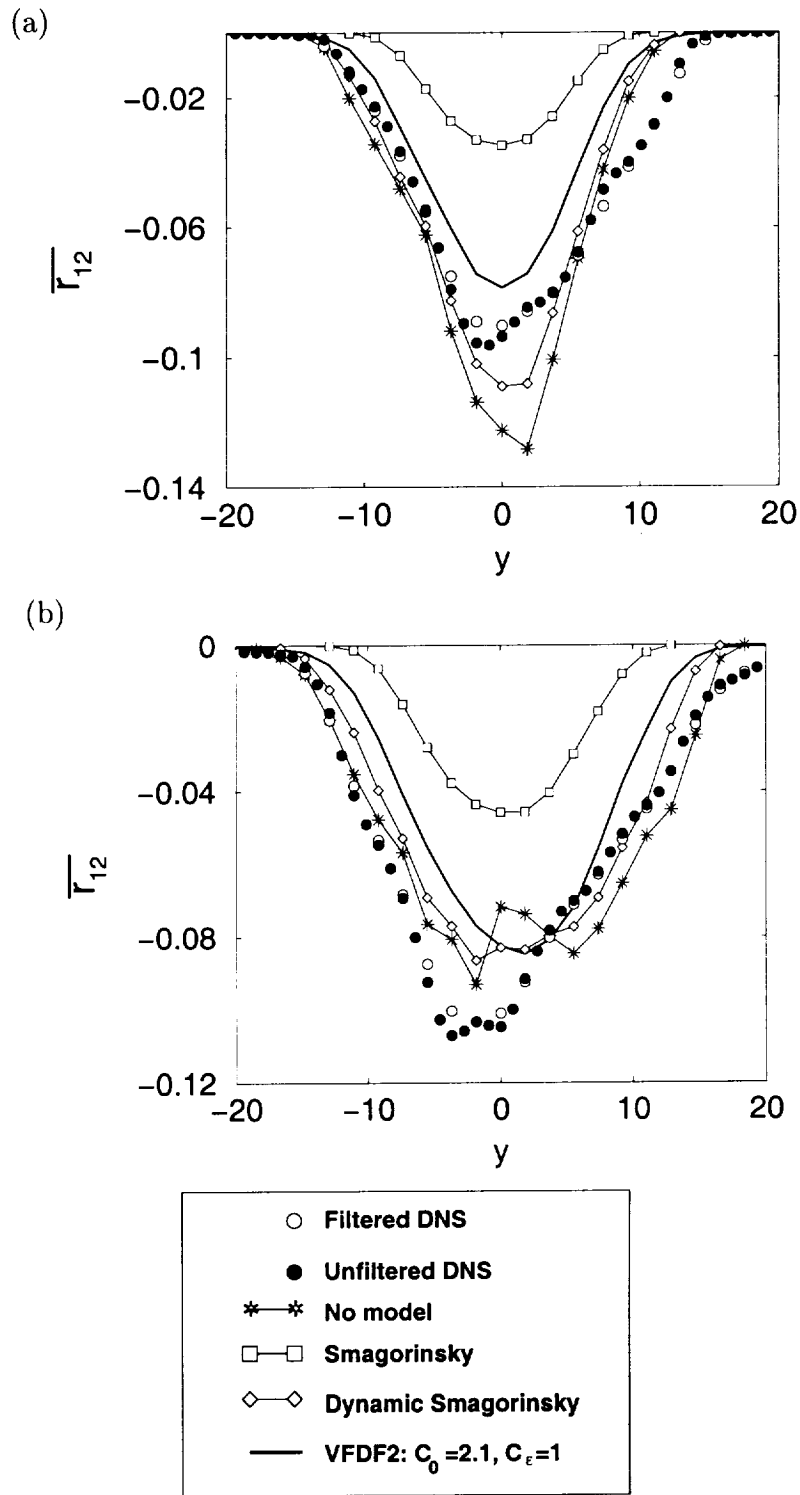 (a)
−0.02
−0.06
r12
−0.1
−0.14
−20
−10
0
10
20
y
(b)
0
−0.04
r12
−0.08
−0.12
−20
−10
0
10
20
y
Filtered DNS
Unfiltered DNS
No model
Smagorinsky
Dynamic Smagorinsky
VFDF2: C0 =2.1, Cε=1